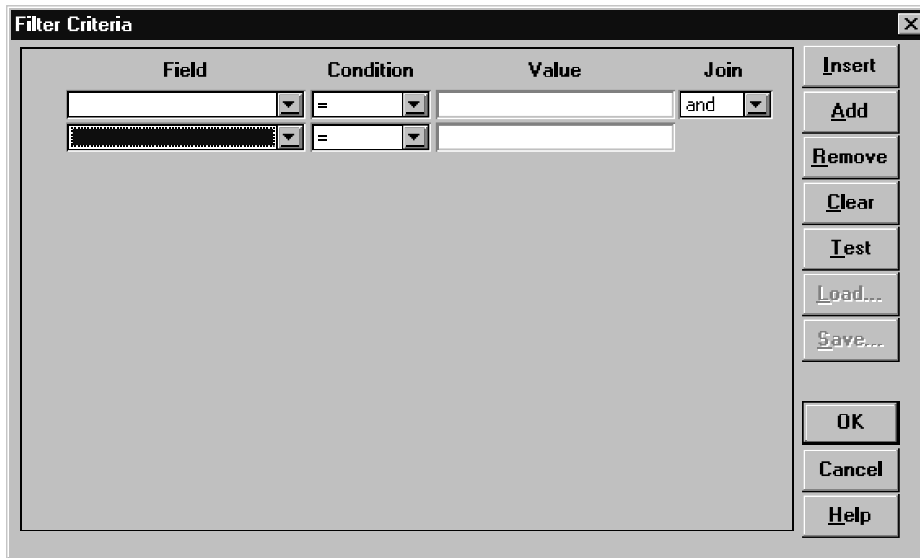 Filter Criteria
Field Condition Value Join
= and
=
Insert
Add
Remove
Clear
Test
Load...
Save...
OK
Cancel
Help